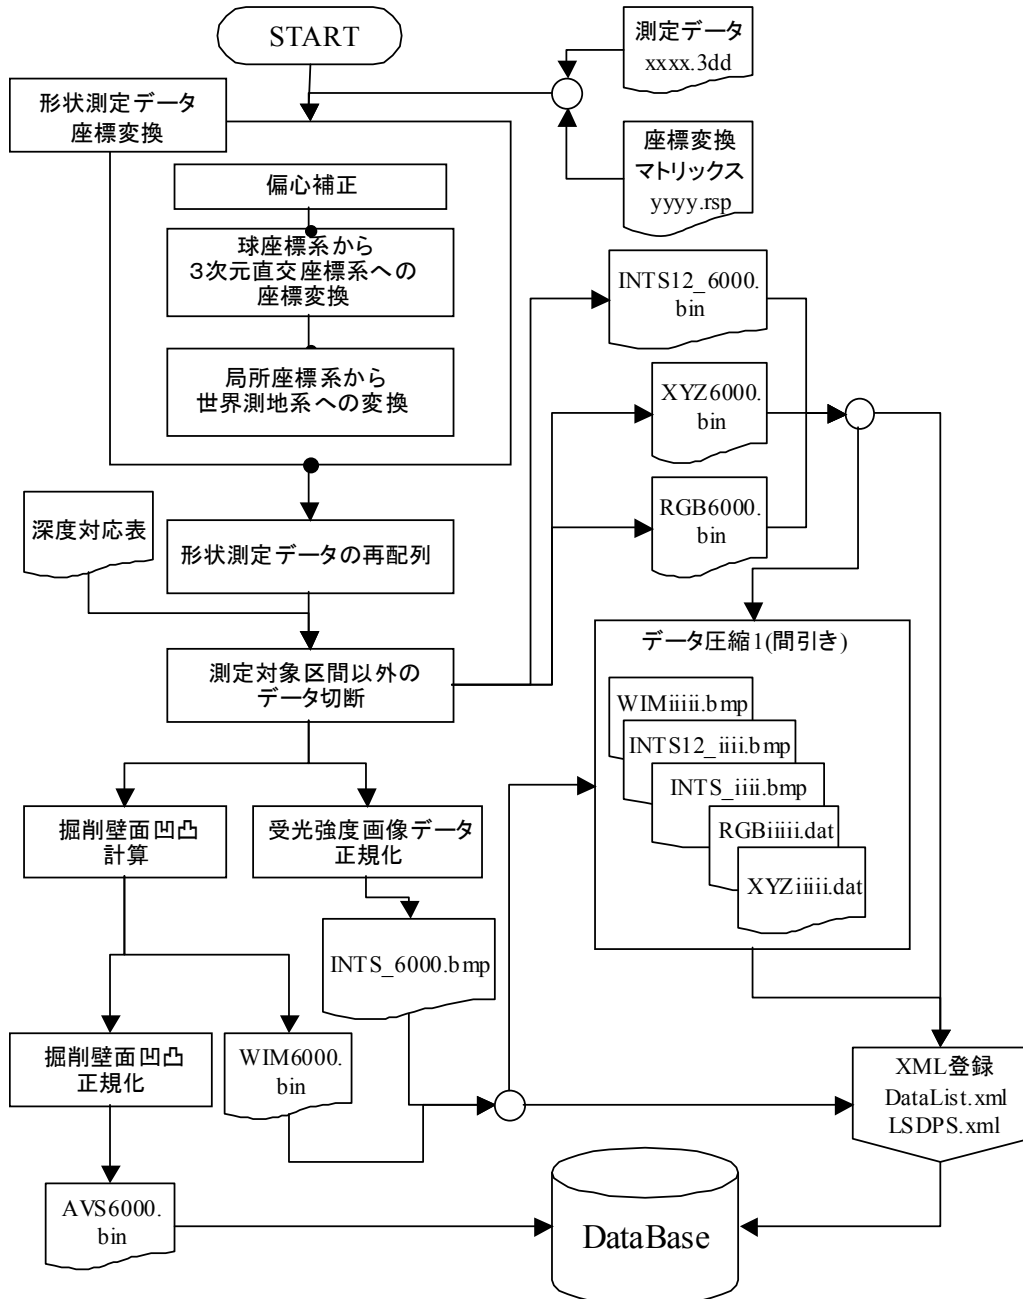 START
測定データ
xxxx.3dd
形状測定データ
座標変換
座標変換
マトリックス
yyyy.rsp
偏心補正
球座標系から
3次元直交座標系への
座標変換
局所座標系から
世界測地系への変換
INTS12_6000.
bin
XYZ6000.
bin
RGB6000.
bin
深度対応表
形状測定データの再配列
測定対象区間以外の
データ切断
データ圧縮1(間引き)
WIMiiiii.bmp
INTS12_iiii.bmp
INTS_iiii.bmp
RGBiiiii.dat
XYZiiiii.dat
掘削壁面凹凸
計算
受光強度画像データ
正規化
INTS_6000.bmp
掘削壁面凹凸
正規化
WIM6000.
bin
XML登録
DataList.xml
LSDPS.xml
AVS6000.
bin
DataBase